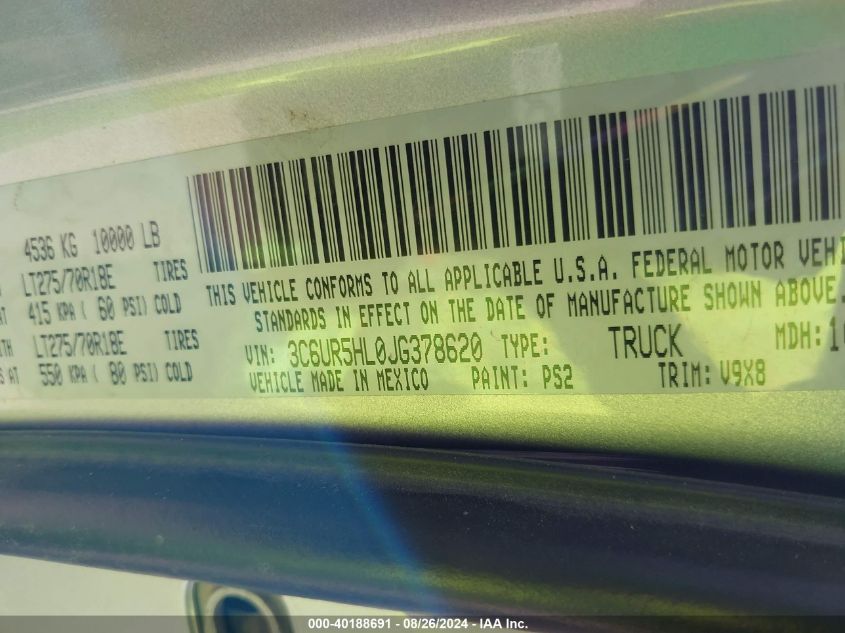 4536 KG 10000 LB
LT275/70R18E TIRES
415 KPA ( 60 PSI) COLD
LT275/70R18E TIRES
AT 550 KPA ( 80 PSI) COLD
THIS VEHICLE CONFORMS TO ALL APPLICABLE U.S.A. FEDERAL MOTOR VEHI
STANDARDS IN EFFECT ON THE DATE OF MANUFACTURE SHOWN ABOVE.
VIN: 3C6UR5HL0JG378620 TYPE: TRUCK MDH:
VEHICLE MADE IN MEXICO PAINT: PS2 TRIM: V9X8
000-40188691 - 08/26/2024 - IAA Inc.